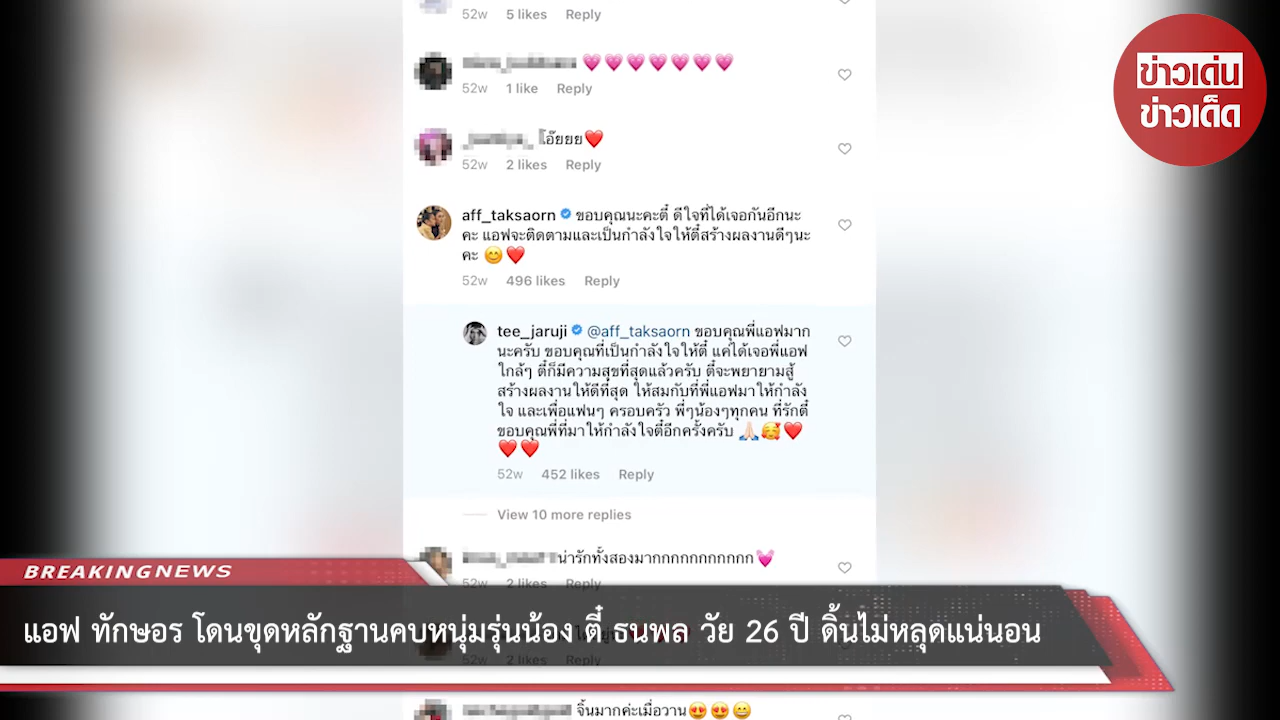 52w 5 likes Reply
ข่าวเด่น
ข่าวเด็ด
52w 1 like Reply
โอ๊ยยย
52w 2 likes Reply
aff_taksaorn ขอบคุณนะคะตี๋ ดีใจที่ได้เจอกันอีกนะ
คะ แอฟจะติดตามและเป็นกำลังใจให้ตี๋สร้างผลงานดีๆนะ
คะ 😊❤️
52w 496 likes Reply
tee_jaruji @aff_taksaorn ขอบคุณพี่แอฟมาก
นะครับ ขอบคุณที่เป็นกำลังใจให้ตี๋ แค่ได้เจอพี่แอฟ
ใกล้ๆ ตี๋ก็มีความสุขที่สุดแล้วครับ ตี๋จะพยายามสู้
สร้างผลงานให้ดีที่สุด ให้สมกับที่พี่แอฟมาให้กำลัง
ใจ และเพื่อแฟนๆ ครอบครัว พี่ๆน้องๆทุกคน ที่รักตี๋
ขอบคุณพี่ที่มาให้กำลังใจตี๋อีกครั้งครับ 🙏🏻🥰❤️
❤️❤️
52w 452 likes Reply
View 10 more replies
น่ารักทั้งสองมากกกกกกกกกกก
52w 2 likes Reply
BREAKING NEWS
แอฟ ทักษอร โดนขุดหลักฐานคบหนุ่มรุ่นน้อง ตี๋ ธนพล วัย 26 ปี ดิ้นไม่หลุดแน่นอน
52w 2 likes Reply
จิ้นมากค่ะเมื่อวาน😍😍😄